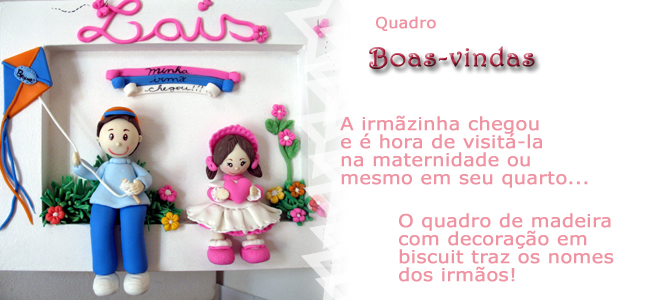 Lais
minha
irmã
chegou!!!
Quadro
Boas-vindas
A irmãzinha chegou
e é hora de visitá-la
na maternidade ou
mesmo em seu quarto...
O quadro de madeira
com decoração em
biscuit traz os nomes
dos irmãos!